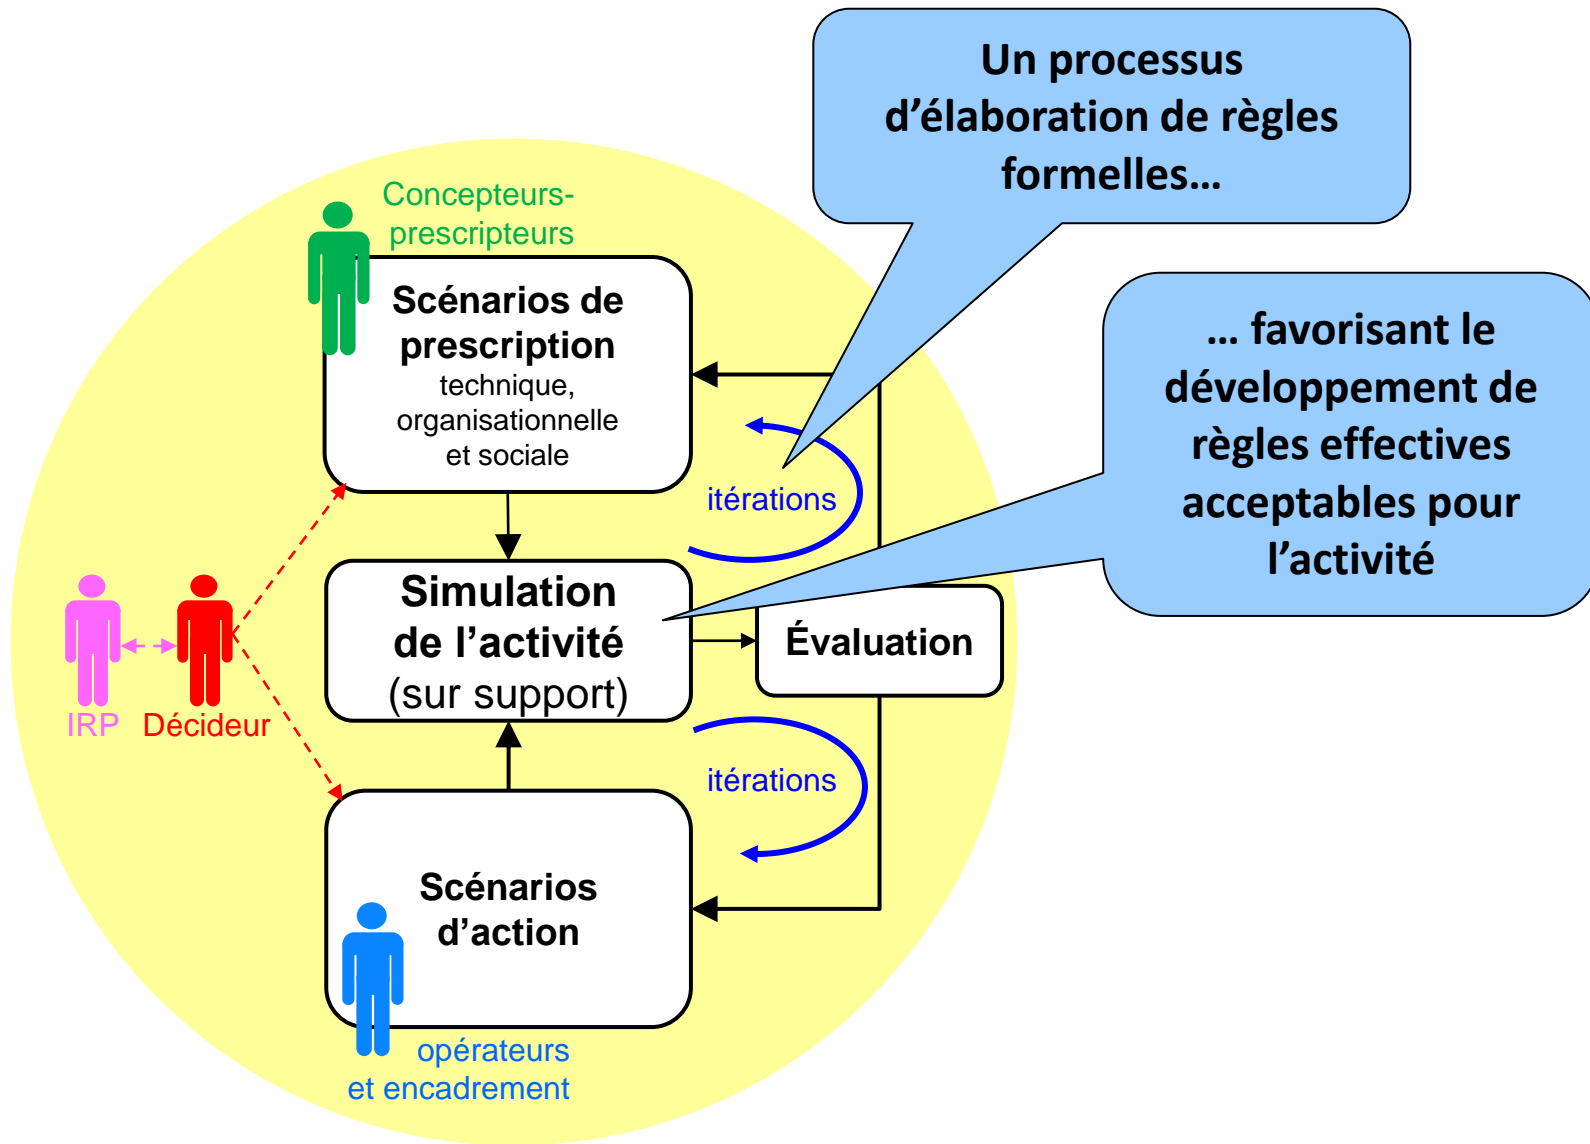 Un processus
d’élaboration de règles
formelles…
Concepteurs-
prescripteurs
Scénarios de
prescription
technique,
organisationnelle
et sociale
… favorisant le
développement de
règles effectives
acceptables pour
l’activité
itérations
Simulation
de l’activité
(sur support)
Évaluation
IRP
Décideur
itérations
Scénarios
d’action
opérateurs
et encadrement